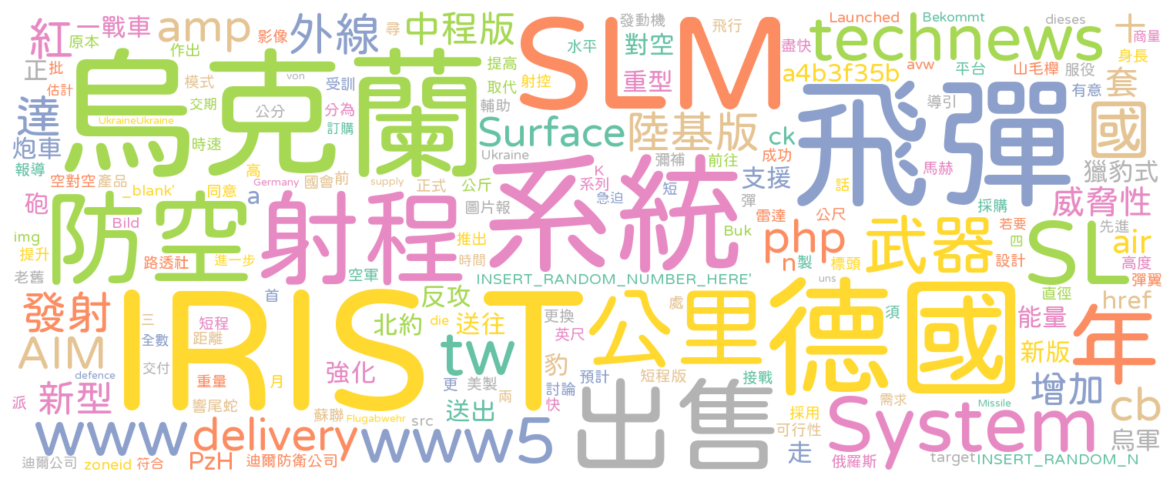 紅 一戰車 amp 影像 外線 尋 中程版 SLM 發動機 飛行 Launched Bekommt dieses 十 商量
原本 作出 水平 對空 盡快 technews avw 平台 山毛櫸 服役 身長
正 批 烏克蘭 提高 重型 射控 a4b3f35b 有意 套
估計 模式 受訓 取代 飛彈 導引 國
達 交期 公分 分為 輔助 Surface 陸基版 ck
UkraineUkraine 訂購 von
炮車 時速 Ukraine 彌補 前往 成功 馬赫 獵豹式
報導 空對空 產品 _blank' 高 Germany 國會 前 supply 正式 同意 公斤 系統 K 系列 短 支援 話
砲 a 圖片報 急迫 彈 採購 威脅性
防空 射程 Bild 雷達 公尺 若要 四 先進
img 推出 Buk php 武器 SL air
提升 路透社 進一步 時間 n 製 標頭 設計 高度
老舊 空軍 INSERT_RANDOM_NUMBER_HERE' 彈翼
首 反攻 處 uns 直徑 href
發射 IRIST 更換 公里 德國 須 能量 年
三 短程 北約 die 送往 英尺
AIM 全數 距離 tw 豹 新版
交付 重量 強化 更 美製 討論 預計 短程版 接戰 增加
defence 月 兩 快
派 新型 響尾蛇 蘇聯 Flugabwehr src 送出 出售 採用 需求 Missile cb
www delivery www5 可行性 System 烏軍
迪爾公司 zoneid 符合 PzH 迪爾防衛公司 走 俄羅斯 target INSERT_RANDOM_N